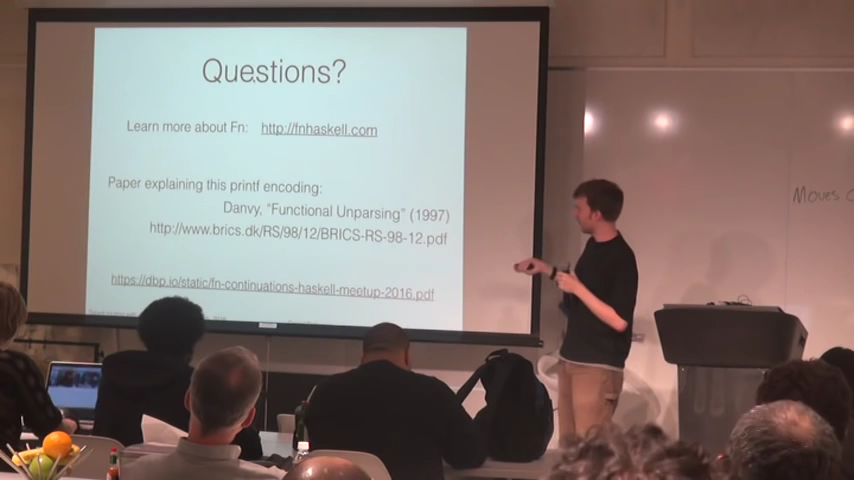 Questions?
Learn more about Fn: http://fnhaskell.com
Paper explaining this printf encoding:
Danvy, "Functional Unparsing" (1997)
http://www.brics.dk/RS/98/12/BRICS-RS-98-12.pdf
https://dbp.io/static/fn-continuations-haskell-meetup-2016.pdf
Moves